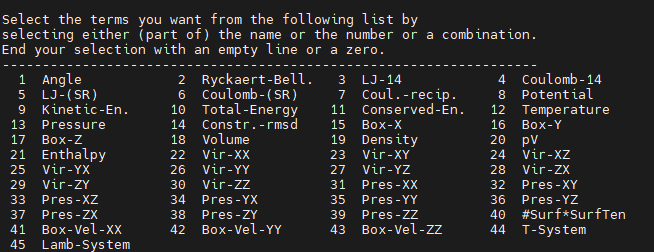 Select the terms you want from the following list by
selecting either (part of) the name or the number or a combination.
End your selection with an empty line or a zero.
-------------------------------------------------------------------
  1  Angle            2  Ryckaert-Bell.   3  LJ-14            4  Coulomb-14
  5  LJ-(SR)          6  Coulomb-(SR)     7  Coul.-recip.     8  Potential
  9  Kinetic-En.     10  Total-Energy    11  Conserved-En.   12  Temperature
 13  Pressure        14  Constr.-rmsd    15  Box-X           16  Box-Y
 17  Box-Z           18  Volume          19  Density         20  pV
 21  Enthalpy        22  Vir-XX          23  Vir-XY          24  Vir-XZ
 25  Vir-YX          26  Vir-YY          27  Vir-YZ          28  Vir-ZX
 29  Vir-ZY          30  Vir-ZZ          31  Pres-XX         32  Pres-XY
 33  Pres-XZ         34  Pres-YX         35  Pres-YY         36  Pres-YZ
 37  Pres-ZX         38  Pres-ZY         39  Pres-ZZ         40  #Surf*SurfTen
 41  Box-Vel-XX      42  Box-Vel-YY      43  Box-Vel-ZZ      44  T-System
 45  Lamb-System